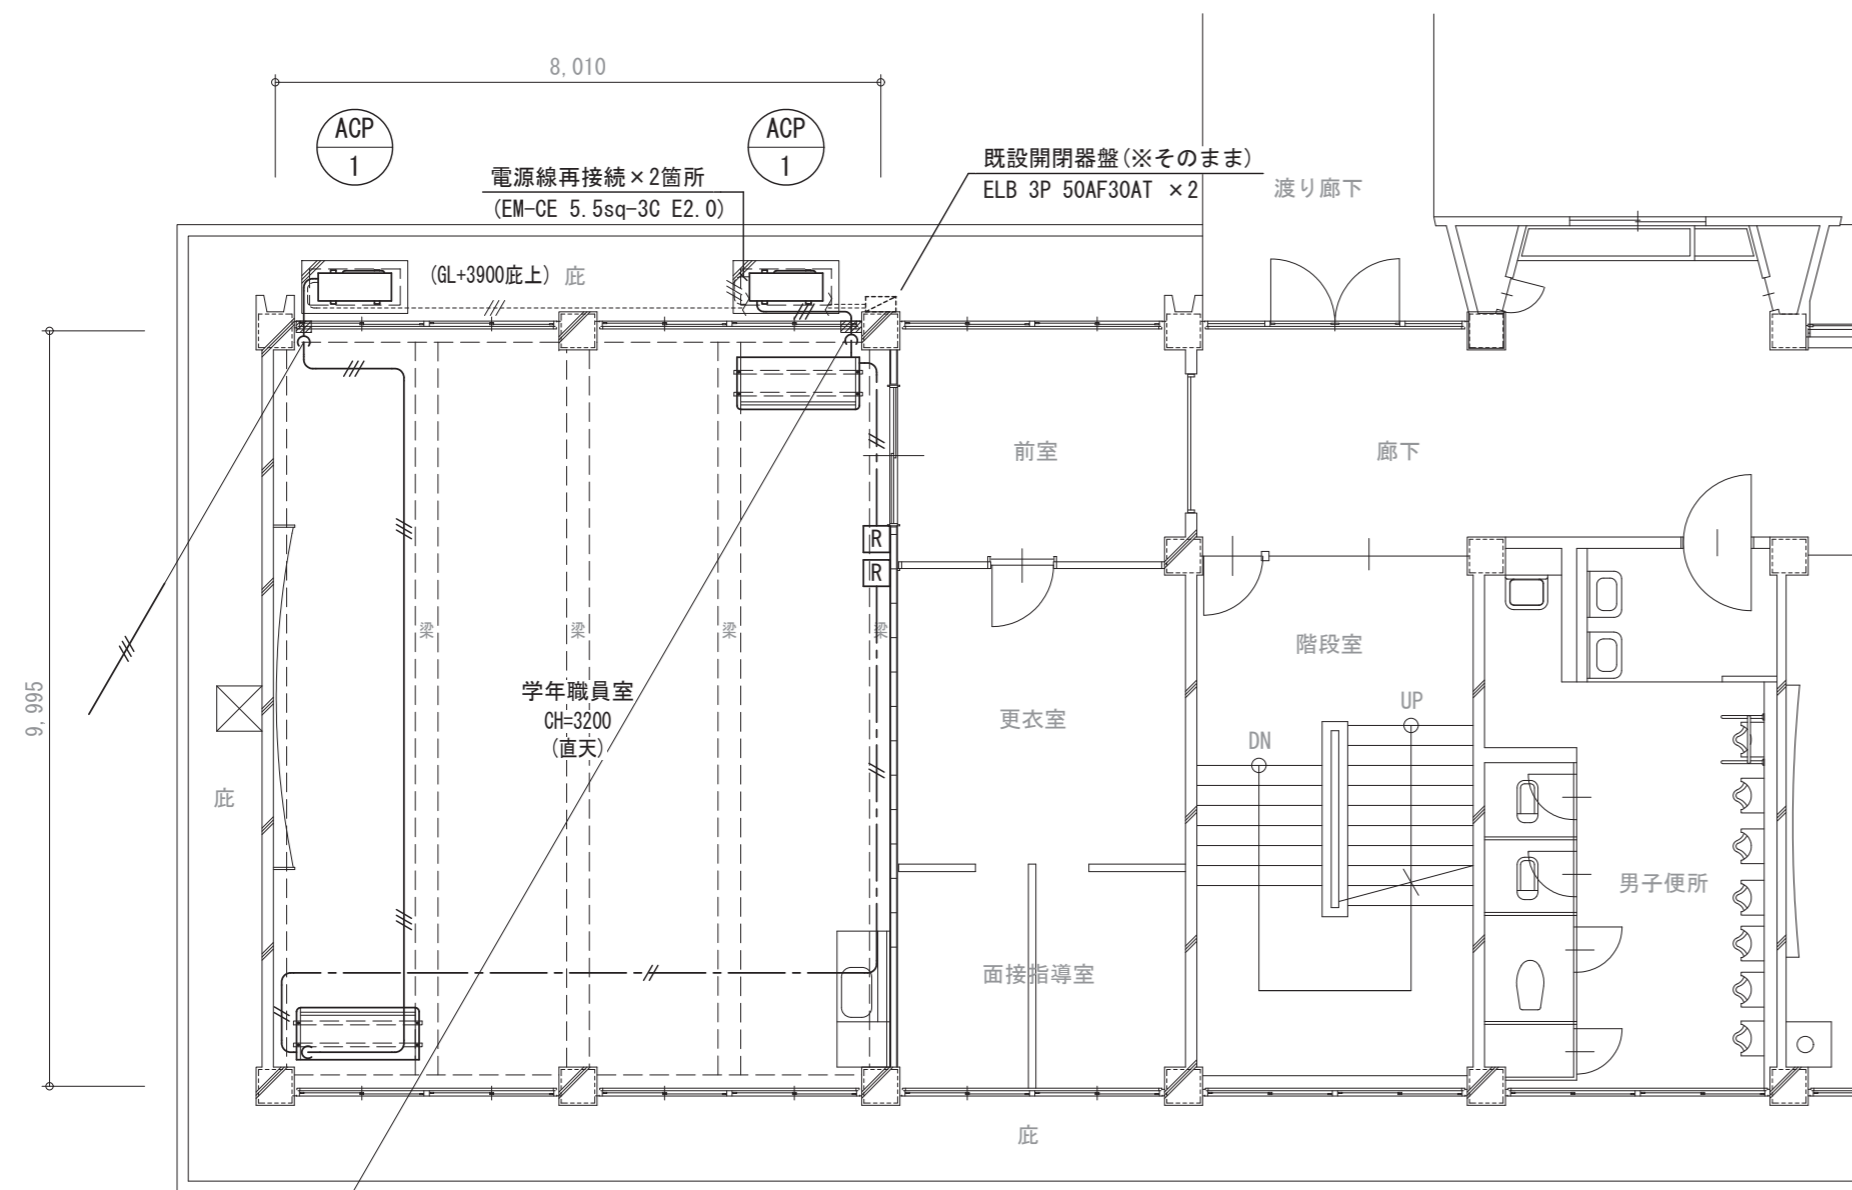 8,010
ACP
1
ACP
1
電源線再接続×2箇所
(EM-CE 5.5sq-3C E2.0)
既設開閉器盤(※そのまま)
ELB 3P 50AF30AT ×2
渡り廊下
(GL+3900庇上)
庇
前室
廊下
R
R
梁
梁
梁
梁
9,995
学年職員室
CH=3200
(直天)
更衣室
階段室
UP
DN
庇
男子便所
面接指導室
庇